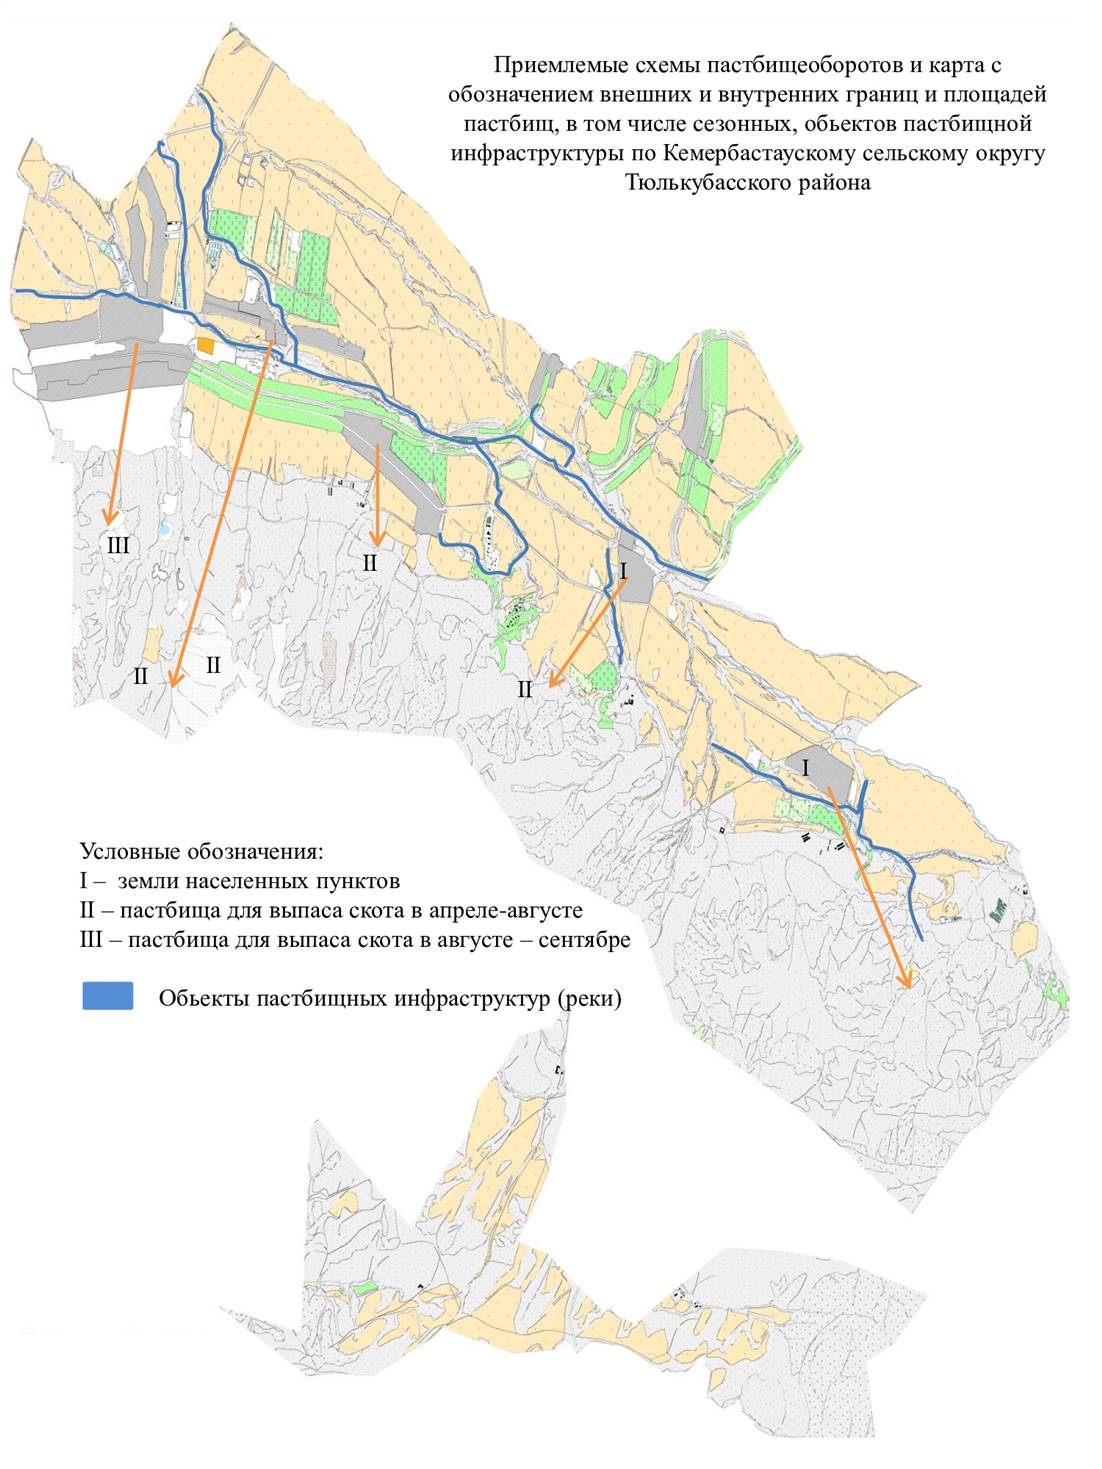 Приемлемые схемы пастбищеоборотов и карта с
обозначением внешних и внутренних границ и площадей
пастбищ, в том числе сезонных, обьектов пастбищной
инфраструктуры по Кемербастаускому сельскому округу
Тюлькубасского района
III
II
I
II
II
II
I
Условные обозначения:
I – земли населенных пунктов
II – пастбища для выпаса скота в апреле-августе
III – пастбища для выпаса скота в августе – сентябре
Обьекты пастбищных инфраструктур (реки)